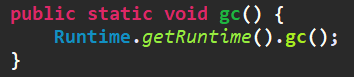 public static void gc() {
    Runtime.getRuntime().gc();
}